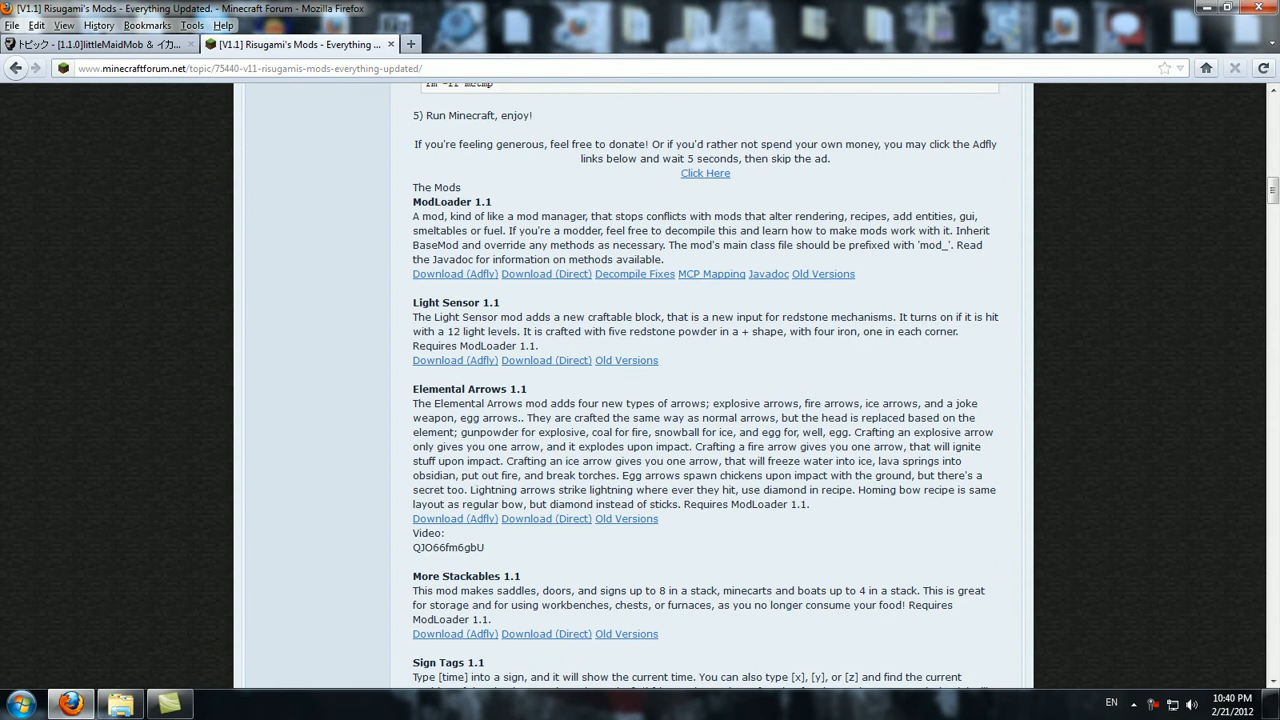 [V1.1] Risugami's Mods - Everything Updated. - Minecraft Forum - Mozilla Firefox
File Edit View History Bookmarks Tools Help
トピック - [1.1.0]littleMaidMob & イカ... [V1.1] Risugami's Mods - Everything ...
www.minecraftforum.net/topic/75440-v11-risugamis-mods-everything-updated/
5) Run Minecraft, enjoy!
If you're feeling generous, feel free to donate! Or if you'd rather not spend your own money, you may click the Adfly
links below and wait 5 seconds, then skip the ad.
Click Here
The Mods
ModLoader 1.1
A mod, kind of like a mod manager, that stops conflicts with mods that alter rendering, recipes, add entities, gui,
smeltables or fuel. If you're a modder, feel free to decompile this and learn how to make mods work with it. Inherit
BaseMod and override any methods as necessary. The mod's main class file should be prefixed with 'mod_'. Read
the Javadoc for information on methods available.
Download (Adfly) Download (Direct) Decompile Fixes MCP Mapping Javadoc Old Versions
Light Sensor 1.1
The Light Sensor mod adds a new craftable block, that is a new input for redstone mechanisms. It turns on if it is hit
with a 12 light levels. It is crafted with five redstone powder in a + shape, with four iron, one in each corner.
Requires ModLoader 1.1.
Download (Adfly) Download (Direct) Old Versions
Elemental Arrows 1.1
The Elemental Arrows mod adds four new types of arrows; explosive arrows, fire arrows, ice arrows, and a joke
weapon, egg arrows.. They are crafted the same way as normal arrows, but the head is replaced based on the
element; gunpowder for explosive, coal for fire, snowball for ice, and egg for, well, egg. Crafting an explosive arrow
only gives you one arrow, and it explodes upon impact. Crafting a fire arrow gives you one arrow, that will ignite
stuff upon impact. Crafting an ice arrow gives you one arrow, that will freeze water into ice, lava springs into
obsidian, put out fire, and break torches. Egg arrows spawn chickens upon impact with the ground, but there's a
secret too. Lightning arrows strike lightning where ever they hit, use diamond in recipe. Homing bow recipe is same
layout as regular bow, but diamond instead of sticks. Requires ModLoader 1.1.
Download (Adfly) Download (Direct) Old Versions
Video:
QJO66fm6gbU
More Stackables 1.1
This mod makes saddles, doors, and signs up to 8 in a stack, minecarts and boats up to 4 in a stack. This is great
for storage and for using workbenches, chests, or furnaces, as you no longer consume your food! Requires
ModLoader 1.1.
Download (Adfly) Download (Direct) Old Versions
Sign Tags 1.1
Type [time] into a sign, and it will show the current time. You can also type [x], [y], or [z] and find the current
EN
10:40 PM
2/21/2012